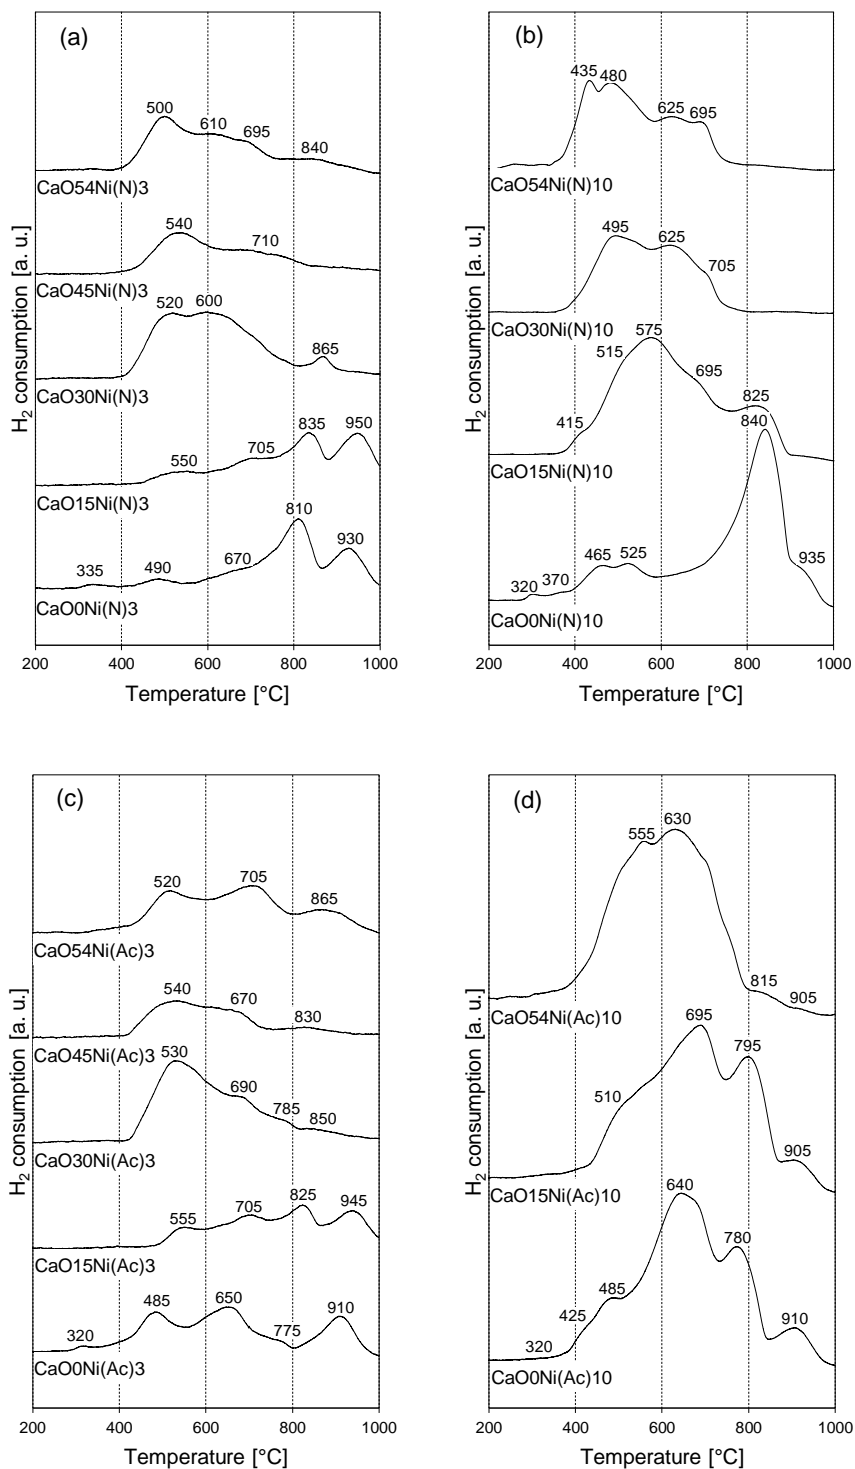 (a)
500
610
695
840
CaO54Ni(N)3
540
710
CaO45Ni(N)3
520
600
865
CaO30Ni(N)3
835
950
705
550
CaO15Ni(N)3
810
930
670
490
335
CaO0Ni(N)3
H2 consumption [a. u.]
200 400 600 800 1000
Temperature [°C]
(b)
435
480
625
695
CaO54Ni(N)10
495
625
705
CaO30Ni(N)10
575
515
695
825
415
CaO15Ni(N)10
840
465
525
935
320
370
CaO0Ni(N)10
H2 consumption [a. u.]
200 400 600 800 1000
Temperature [°C]
(c)
520
705
865
CaO54Ni(Ac)3
540
670
830
CaO45Ni(Ac)3
530
690
785
850
CaO30Ni(Ac)3
555
705
825
945
CaO15Ni(Ac)3
485
650
910
775
320
CaO0Ni(Ac)3
H2 consumption [a. u.]
200 400 600 800 1000
Temperature [°C]
(d)
555
630
815
905
CaO54Ni(Ac)10
695
795
510
905
CaO15Ni(Ac)10
640
780
485
425
910
320
CaO0Ni(Ac)10
H2 consumption [a. u.]
200 400 600 800 1000
Temperature [°C]